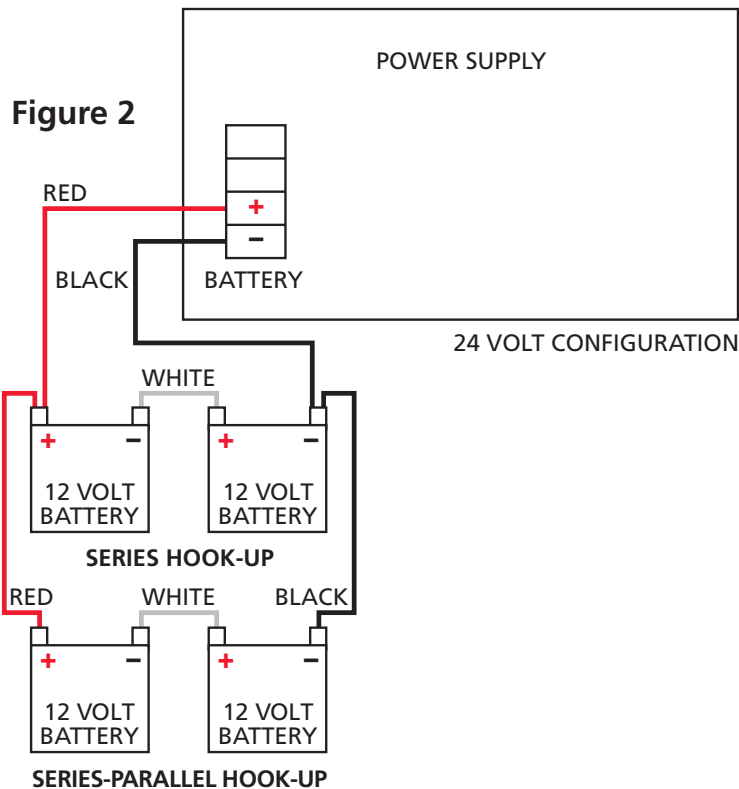 POWER SUPPLY
Figure 2
RED
+
−
BLACK
BATTERY
24 VOLT CONFIGURATION
WHITE
+ − + −
12 VOLT 12 VOLT
BATTERY BATTERY
SERIES HOOK-UP
RED WHITE BLACK
+ − + −
12 VOLT 12 VOLT
BATTERY BATTERY
SERIES-PARALLEL HOOK-UP